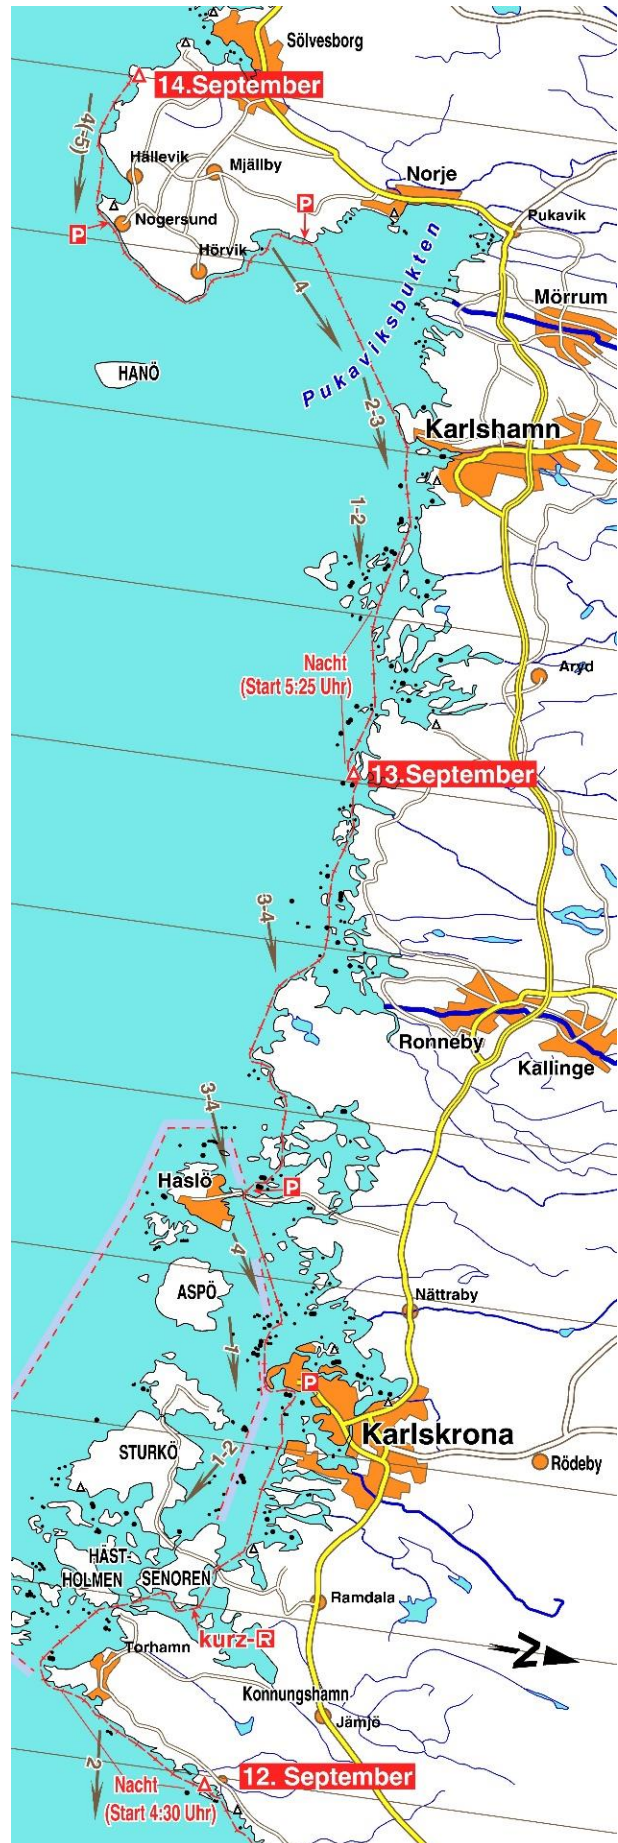 Sölvesborg
14.September
4(-5)
Hällevik
Mjällby
Norje
P
P
Nogersund
Pukavik
Hörvik
4
Pukaviksbukten
Mörrum
HANÖ
2-3
Karlshamn
1-2
Nacht
(Start 5:25 Uhr)
Aryd
13.September
3-4
Ronneby
Kallinge
3-4
Haslö
P
4
ASPÖ
Nättraby
1
P
Karlskrona
STURKÖ
1-2
Rödeby
HÄST-
HOLMEN
SENOREN
Ramdala
kurz-R
Torhamn
N
Konnungshamn
Jämjö
12. September
2
Nacht
(Start 4:30 Uhr)